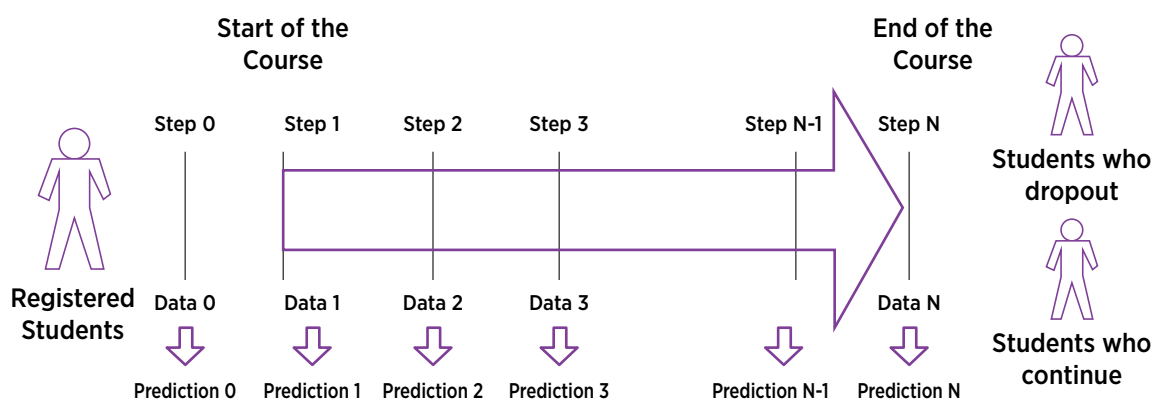 Start of the
Course
End of the
Course
Step 0
Step 1
Step 2
Step 3
Step N-1
Step N
Students who
dropout
Registered
Students
Data 0
Data 1
Data 2
Data 3
Data N
Students who
continue
Prediction 0
Prediction 1
Prediction 2
Prediction 3
Prediction N-1
Prediction N